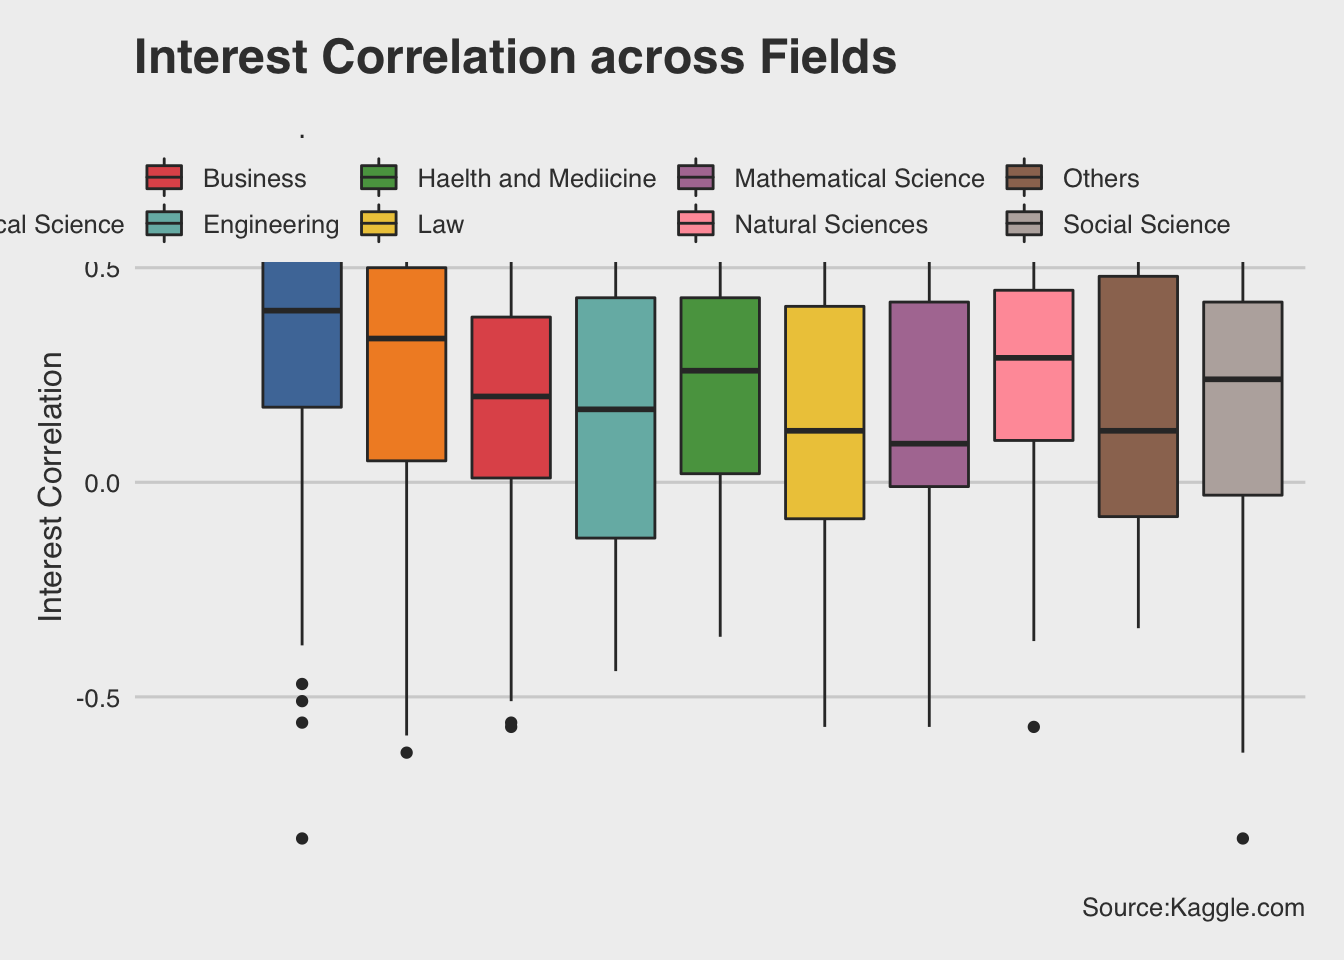 Interest Correlation across Fields
Business Haelth and Mediicine Mathematical Science Others
cal Science Engineering Law Natural Sciences Social Science
0.5
0.0
-0.5
Interest Correlation
Source:Kaggle.com